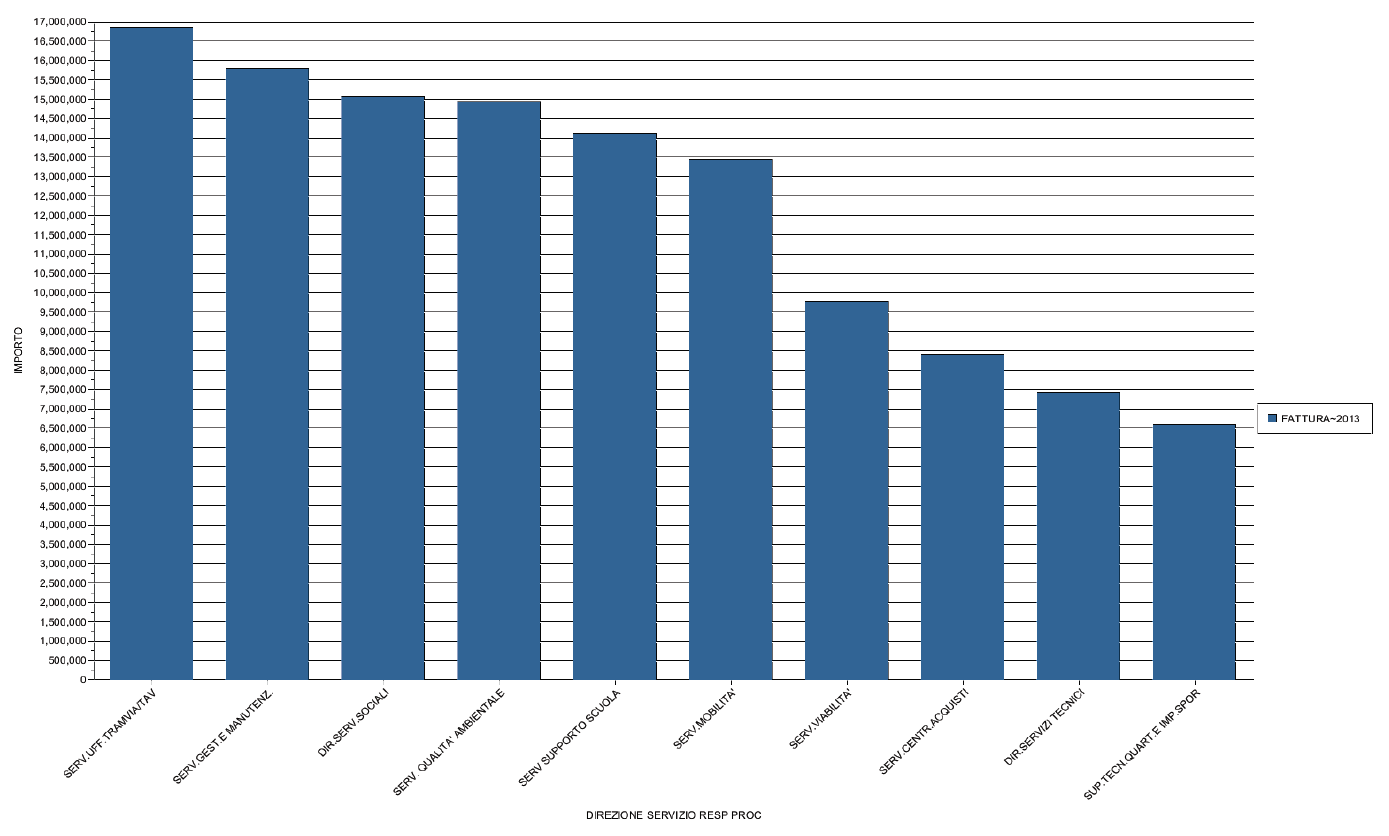 17,000,000
16,500,000
16,000,000
15,500,000
15,000,000
14,500,000
14,000,000
13,500,000
13,000,000
12,500,000
12,000,000
11,500,000
11,000,000
10,500,000
10,000,000
9,500,000
9,000,000
8,500,000
8,000,000
7,500,000
7,000,000
6,500,000
6,000,000
5,500,000
5,000,000
4,500,000
4,000,000
3,500,000
3,000,000
2,500,000
2,000,000
1,500,000
1,000,000
500,000
0
IMPORTO
SERV.UFF.TRAMVIA/TAV
SERV.GEST.E MANUTENZ.
DIR.SERV.SOCIALI
SERV. QUALITA' AMBIENTALE
SERV SUPPORTO SCUOLA
SERV.MOBILITA'
SERV.VIABILITA'
SERV.CENTR.ACQUISTI
DIR.SERVIZI TECNICI
SUP.TECN.QUART.E IMP.SPOR
DIREZIONE SERVIZIO RESP PROC
FATTURA~2013